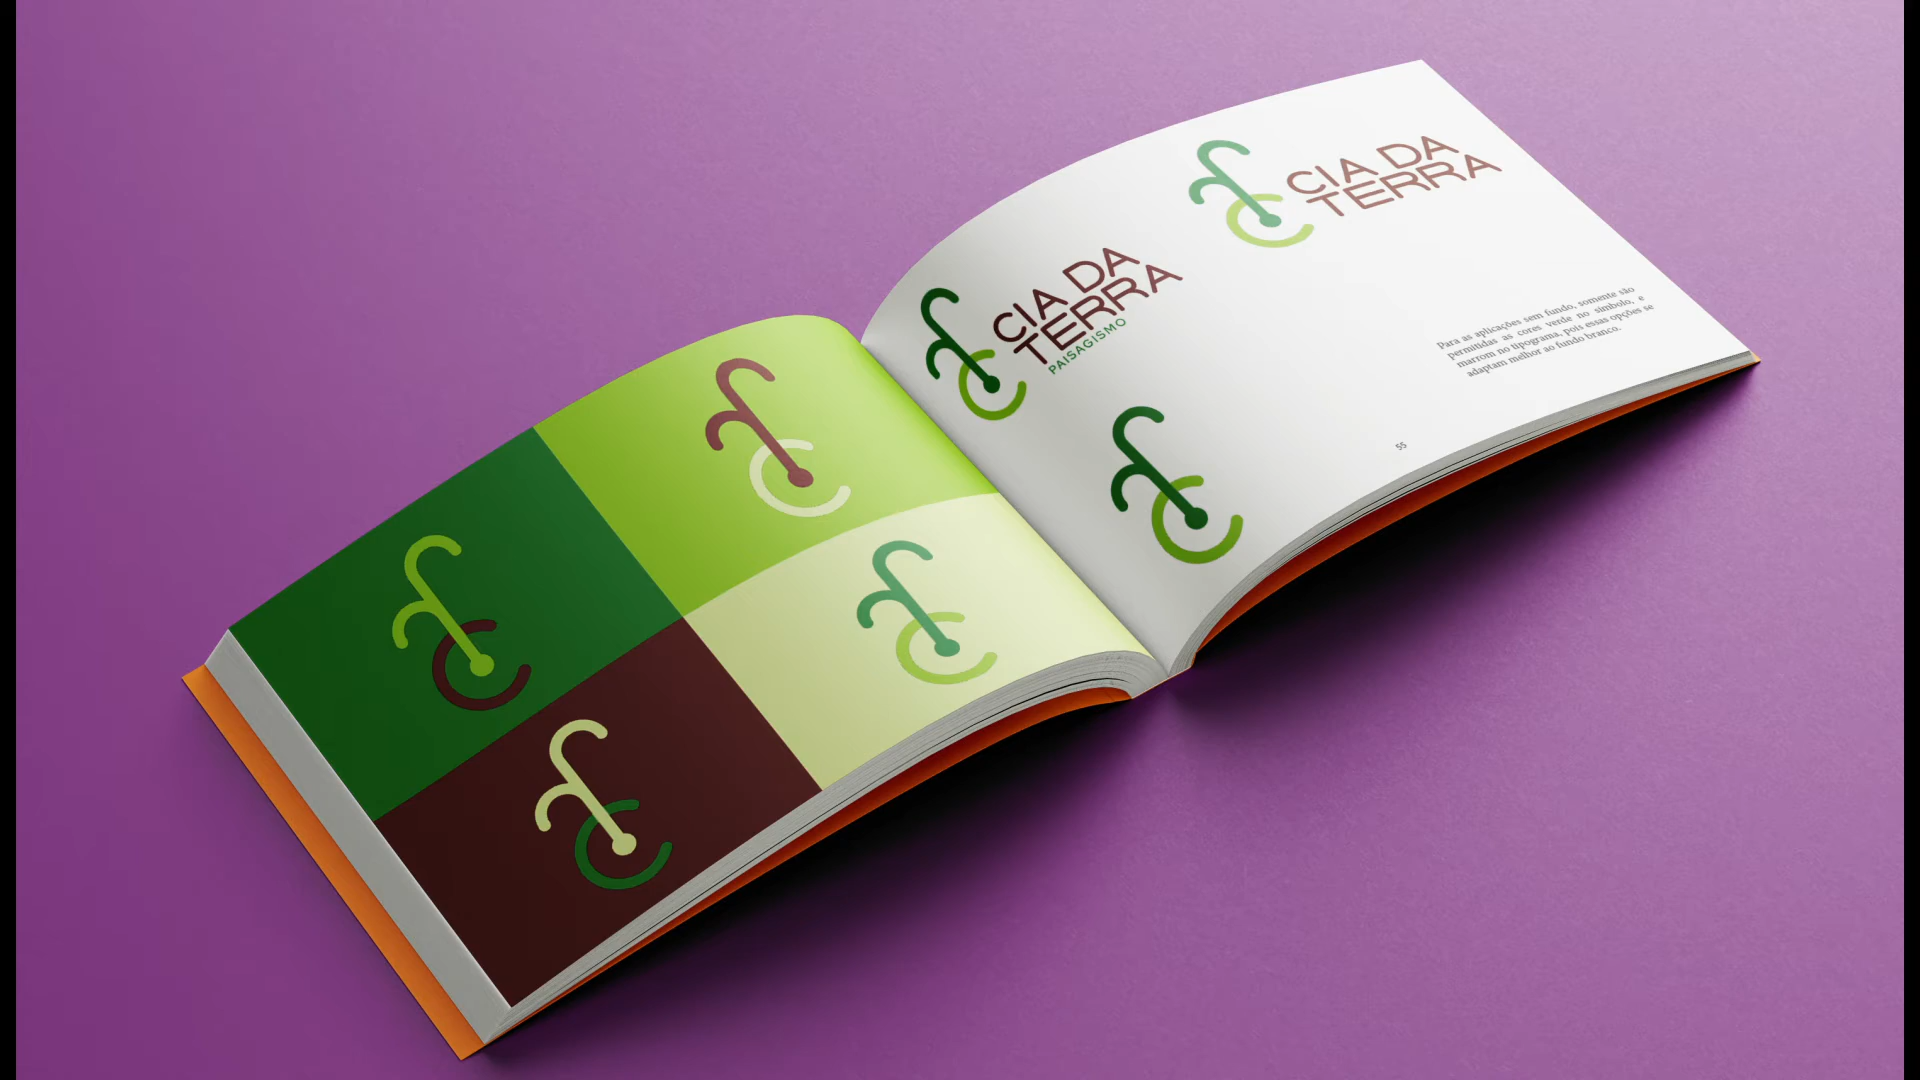 CIA DA
TERRA
CIA DA
TERRA
PAISAGISMO
Para as aplicações sem fundo, somente são
permitidas as cores verde no símbolo, e
marrom no tipograma, pois essas opções se
adaptam melhor ao fundo branco.
55